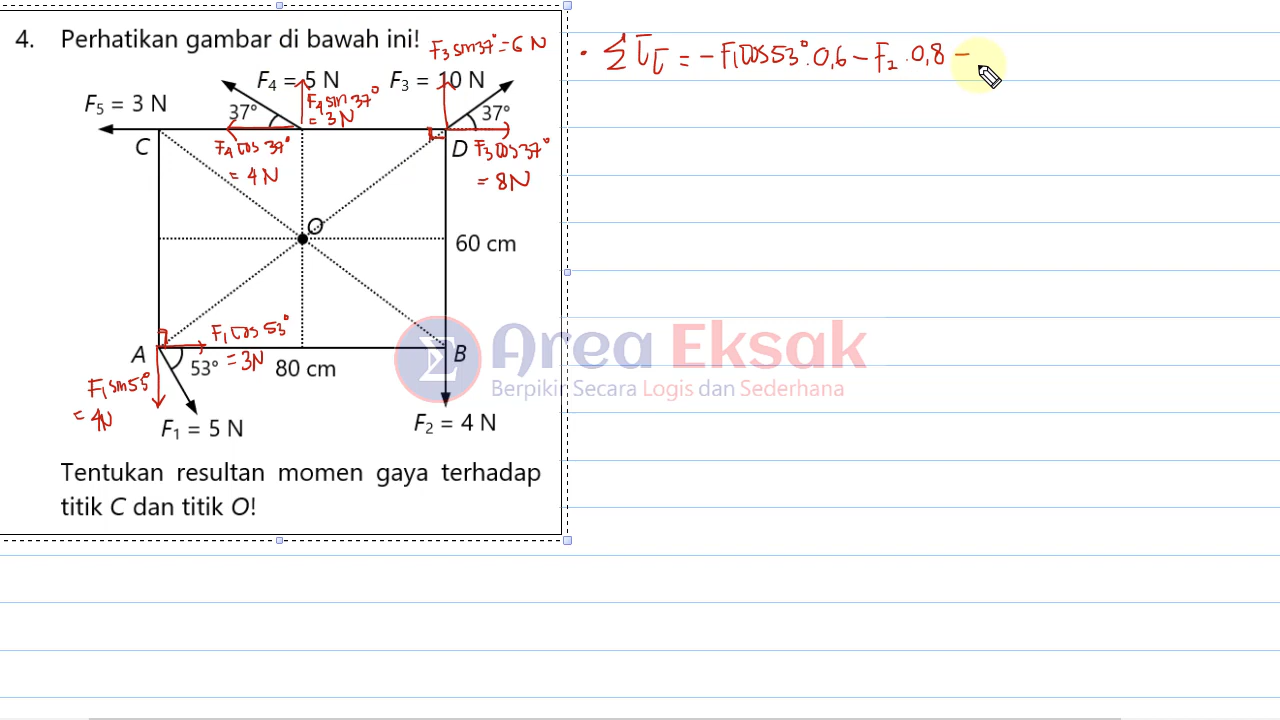 4. Perhatikan gambar di bawah ini!
F₃ sin 37° = 6 N
F₄ = 5 N
F₃ = 10 N
F₅ = 3 N
37°
F₄ sin 37°
= 3N
37°
C
F₄ cos 37°
= 4 N
D
F₃ cos 37°
= 8 N
O
60 cm
F₁ cos 53°
= 3N
A
53°
80 cm
B
F₁ sin 53°
= 4N
F₁ = 5 N
F₂ = 4 N
Tentukan resultan momen gaya terhadap
titik C dan titik O!
• Σ τ_C = − F₁ cos 53° . 0,6 − F₂ . 0,8 −
Σ Area Eksak
Berpikir Secara Logis dan Sederhana